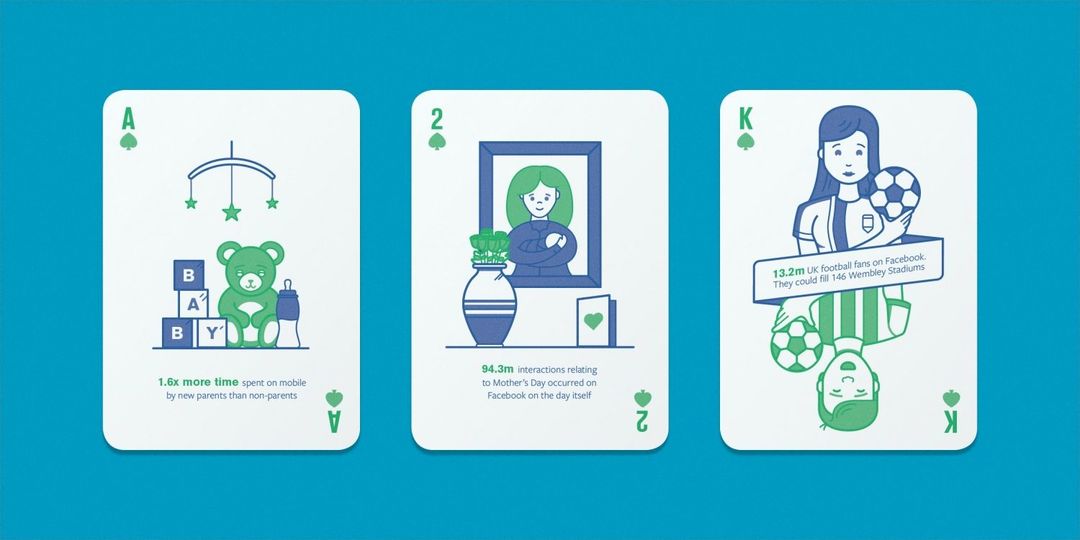 A
B
A
B Y
1.6x more time spent on mobile
by new parents than non-parents
A
2
94.3m interactions relating
to Mother's Day occurred on
Facebook on the day itself
2
K
13.2m UK football fans on Facebook.
They could fill 146 Wembley Stadiums
K